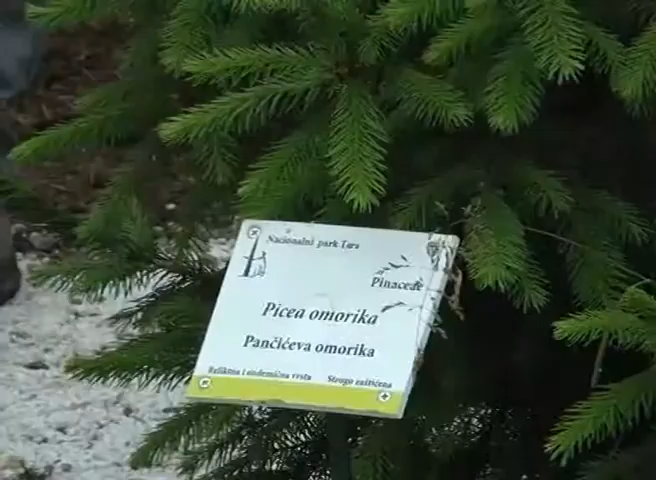 Nacionalni park Tara
Pinaceae
Picea omorika
Pančićeva omorika
Reliktna i endemična vrsta Strogo zaštićena